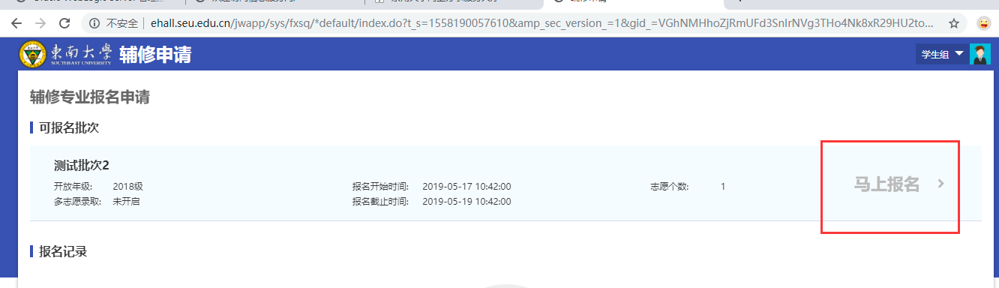 不安全 ehall.seu.edu.cn/jwapp/sys/fxsq/*default/index.do?t_s=1558190057610&amp_sec_version_=1&gid_=VGhNMHhoZjRmUFd3SnlrNVg3THo4Nk8xR29HU2to...
東南大學 辅修申请
SOUTHEAST UNIVERSITY
学生组
辅修专业报名申请
可报名批次
测试批次2
开放年级: 2018级 报名开始时间: 2019-05-17 10:42:00 志愿个数: 1
多志愿录取: 未开启 报名截止时间: 2019-05-19 10:42:00
马上报名
报名记录